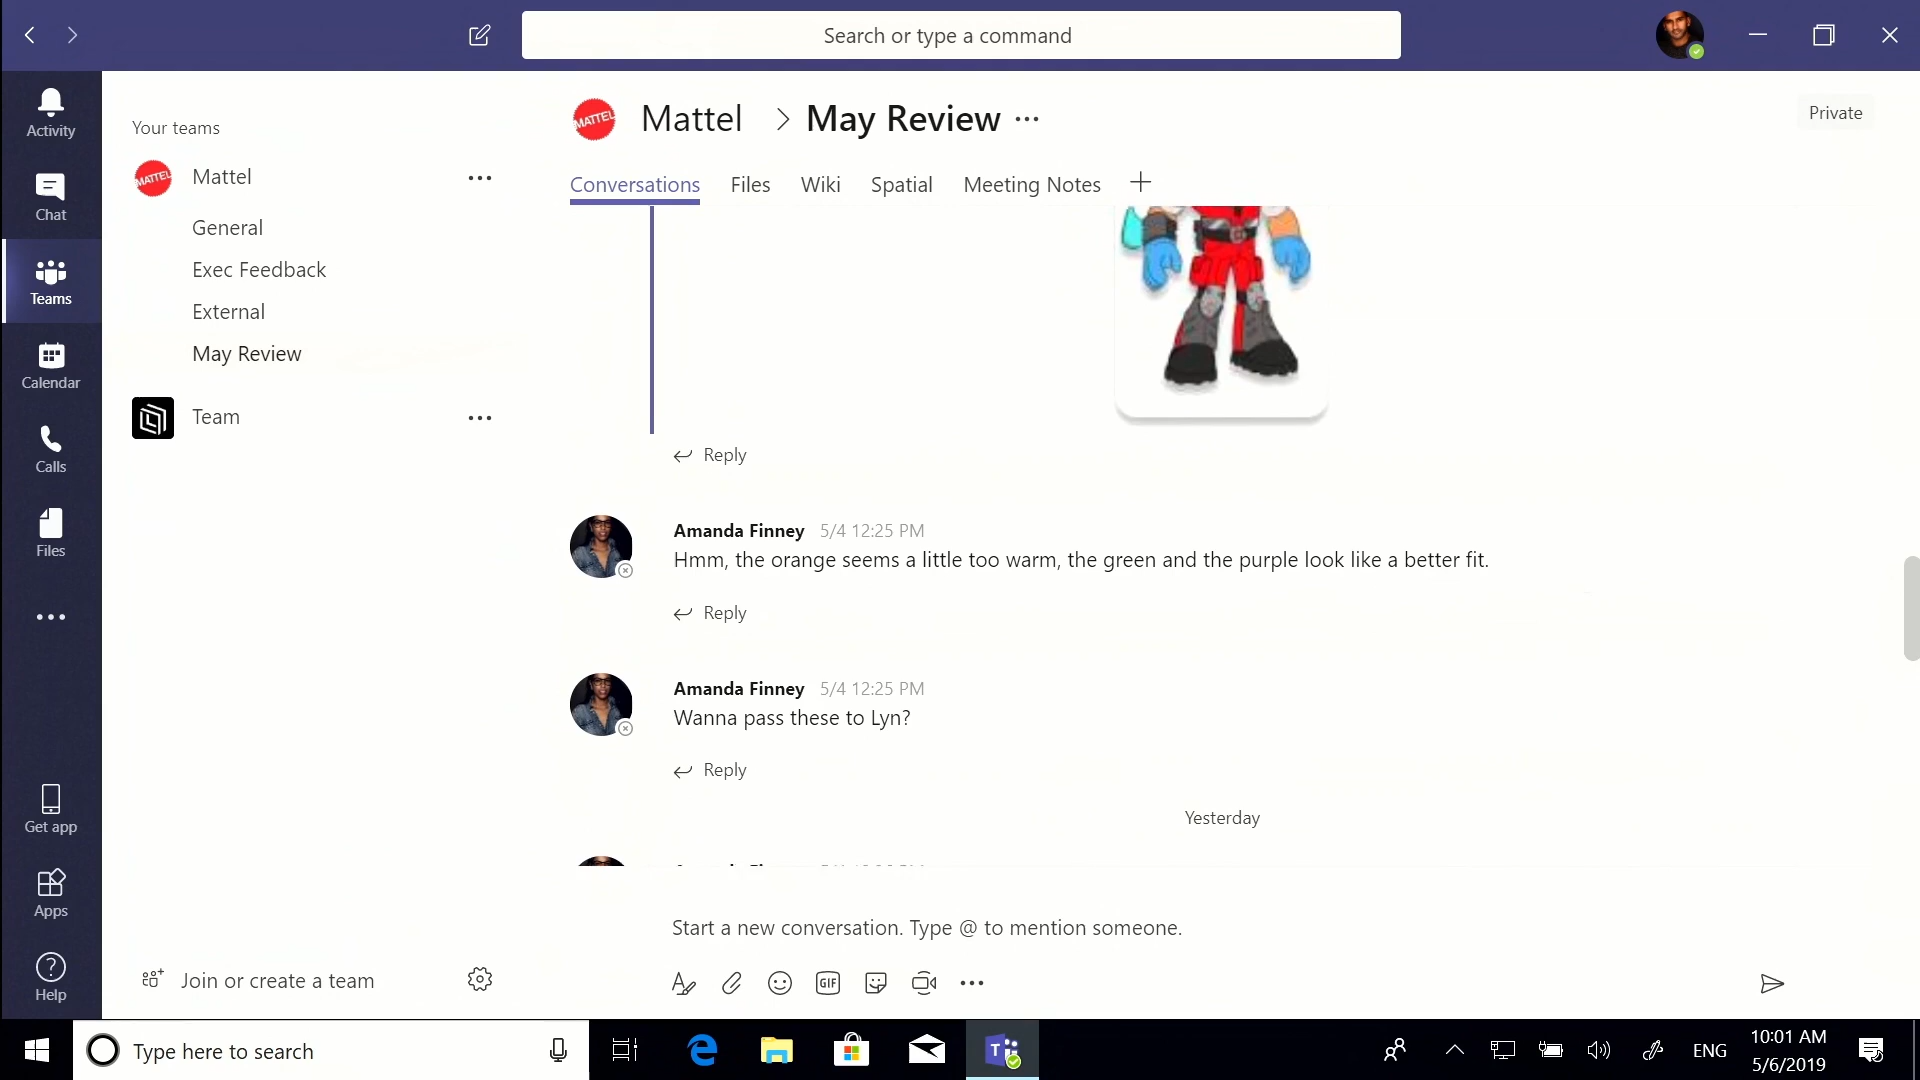 Search or type a command
Activity
Chat
Teams
Calendar
Calls
Files
Get app
Apps
Help
Your teams
MATTEL
Mattel
General
Exec Feedback
External
May Review
Team
Join or create a team
MATTEL
Mattel > May Review
Private
Conversations
Files
Wiki
Spatial
Meeting Notes
Reply
Amanda Finney 5/4 12:25 PM
Hmm, the orange seems a little too warm, the green and the purple look like a better fit.
Reply
Amanda Finney 5/4 12:25 PM
Wanna pass these to Lyn?
Reply
Yesterday
Start a new conversation. Type @ to mention someone.
GIF
Type here to search
ENG
10:01 AM
5/6/2019